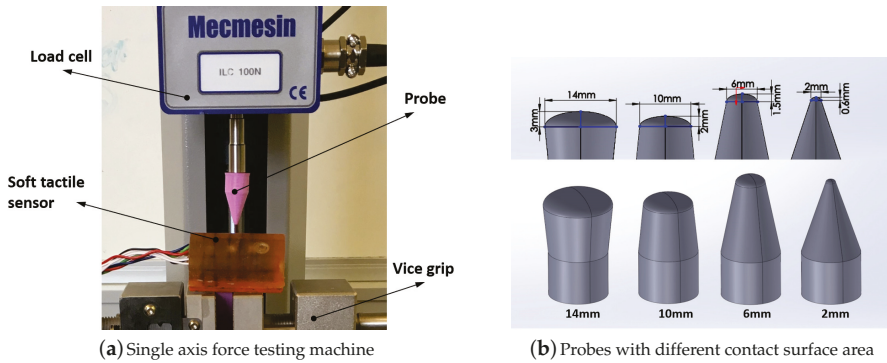 Mecmesin
ILC 100N
CE
Load cell
Probe
Soft tactile
sensor
Vice grip
(a) Single axis force testing machine
14mm
3mm
10mm
2mm
6mm
1.5mm
2mm
0.6mm
14mm
10mm
6mm
2mm
(b) Probes with different contact surface area